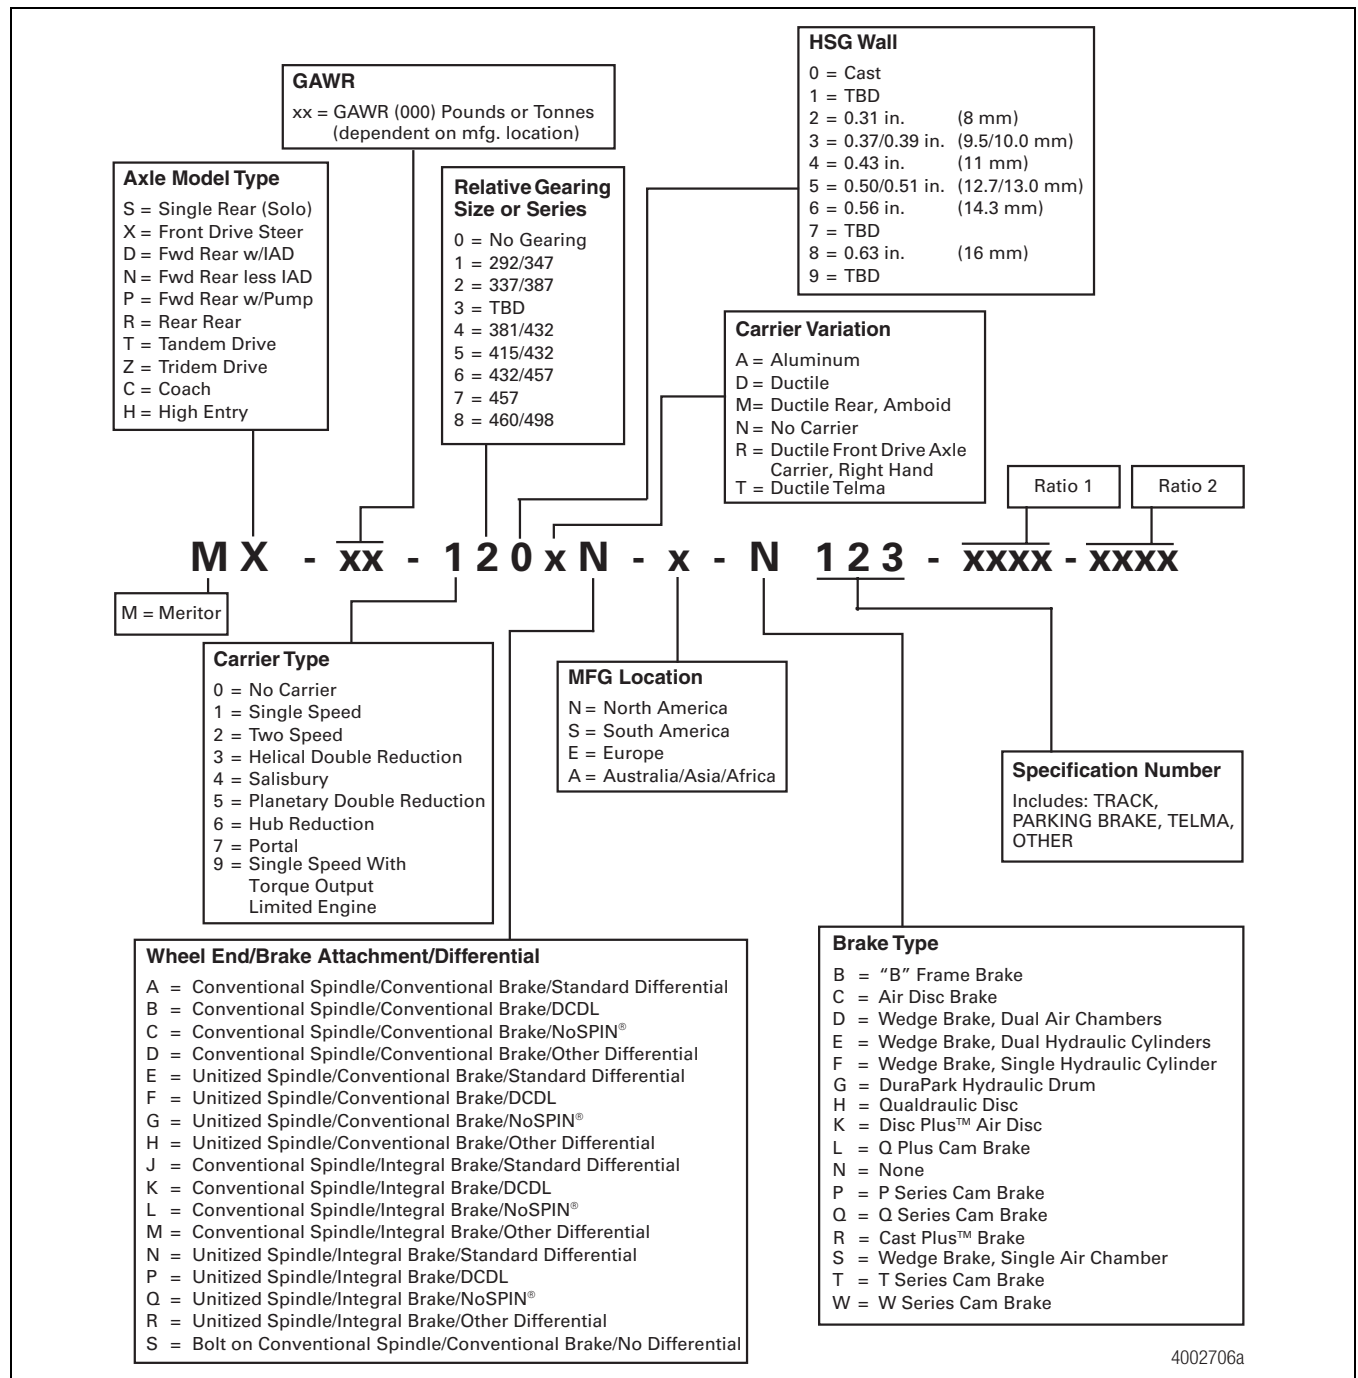 HSG Wall
0 = Cast
1 = TBD
2 = 0.31 in. (8 mm)
3 = 0.37/0.39 in. (9.5/10.0 mm)
4 = 0.43 in. (11 mm)
5 = 0.50/0.51 in. (12.7/13.0 mm)
6 = 0.56 in. (14.3 mm)
7 = TBD
8 = 0.63 in. (16 mm)
9 = TBD
GAWR
xx = GAWR (000) Pounds or Tonnes
(dependent on mfg. location)
Axle Model Type
S = Single Rear (Solo)
X = Front Drive Steer
D = Fwd Rear w/IAD
N = Fwd Rear less IAD
P = Fwd Rear w/Pump
R = Rear Rear
T = Tandem Drive
Z = Tridem Drive
C = Coach
H = High Entry
Relative Gearing
Size or Series
0 = No Gearing
1 = 292/347
2 = 337/387
3 = TBD
4 = 381/432
5 = 415/432
6 = 432/457
7 = 457
8 = 460/498
Carrier Variation
A = Aluminum
D = Ductile
M= Ductile Rear, Amboid
N = No Carrier
R = Ductile Front Drive Axle
Carrier, Right Hand
T = Ductile Telma
Ratio 1
Ratio 2
M X - xx - 1 2 0 x N - x - N 1 2 3 - xxxx - xxxx
M = Meritor
Carrier Type
0 = No Carrier
1 = Single Speed
2 = Two Speed
3 = Helical Double Reduction
4 = Salisbury
5 = Planetary Double Reduction
6 = Hub Reduction
7 = Portal
9 = Single Speed With
Torque Output
Limited Engine
MFG Location
N = North America
S = South America
E = Europe
A = Australia/Asia/Africa
Specification Number
Includes: TRACK,
PARKING BRAKE, TELMA,
OTHER
Wheel End/Brake Attachment/Differential
A = Conventional Spindle/Conventional Brake/Standard Differential
B = Conventional Spindle/Conventional Brake/DCDL
C = Conventional Spindle/Conventional Brake/NoSPIN®
D = Conventional Spindle/Conventional Brake/Other Differential
E = Unitized Spindle/Conventional Brake/Standard Differential
F = Unitized Spindle/Conventional Brake/DCDL
G = Unitized Spindle/Conventional Brake/NoSPIN®
H = Unitized Spindle/Conventional Brake/Other Differential
J = Conventional Spindle/Integral Brake/Standard Differential
K = Conventional Spindle/Integral Brake/DCDL
L = Conventional Spindle/Integral Brake/NoSPIN®
M = Conventional Spindle/Integral Brake/Other Differential
N = Unitized Spindle/Integral Brake/Standard Differential
P = Unitized Spindle/Integral Brake/DCDL
Q = Unitized Spindle/Integral Brake/NoSPIN®
R = Unitized Spindle/Integral Brake/Other Differential
S = Bolt on Conventional Spindle/Conventional Brake/No Differential
Brake Type
B = “B” Frame Brake
C = Air Disc Brake
D = Wedge Brake, Dual Air Chambers
E = Wedge Brake, Dual Hydraulic Cylinders
F = Wedge Brake, Single Hydraulic Cylinder
G = DuraPark Hydraulic Drum
H = Qualdraulic Disc
K = Disc Plus™ Air Disc
L = Q Plus Cam Brake
N = None
P = P Series Cam Brake
Q = Q Series Cam Brake
R = Cast Plus™ Brake
S = Wedge Brake, Single Air Chamber
T = T Series Cam Brake
W = W Series Cam Brake
4002706a